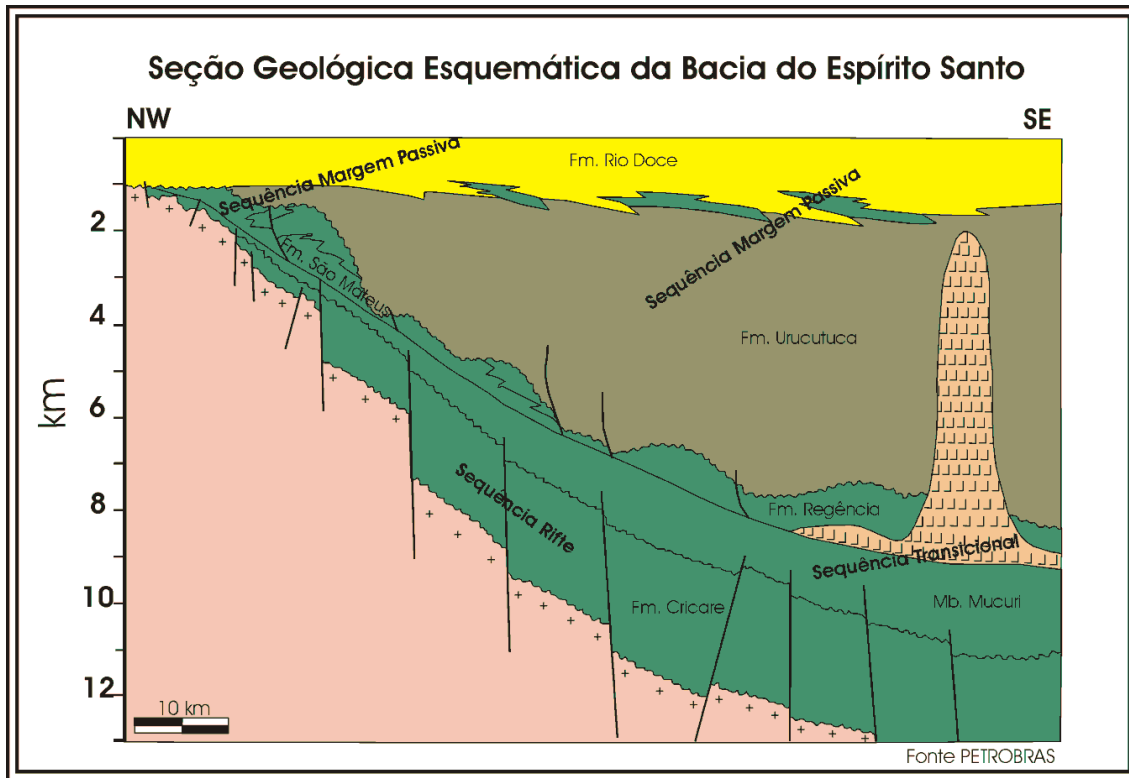 Seção Geológica Esquemática da Bacia do Espírito Santo
NW
SE
Sequência Margem Passiva
Fm. Rio Doce
Sequência Margem Passiva
2
Fm. São Mateus
4
Fm. Urucutuca
km
6
8
Sequência Rifte
Fm. Regência
Sequência Transicional
10
Fm. Cricare
Mb. Mucuri
12
10 km
Fonte PETROBRAS